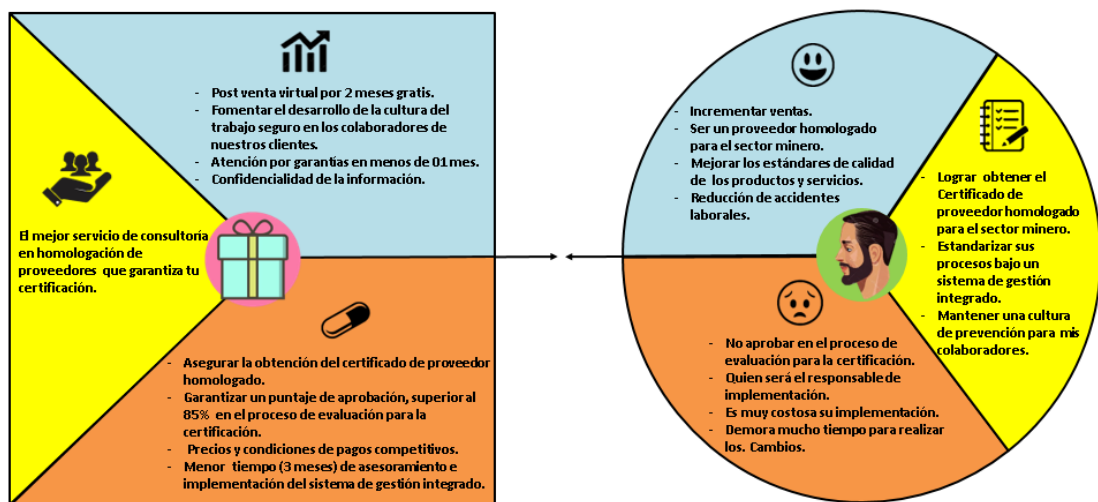 - Post venta virtual por 2 meses gratis.
- Fomentar el desarrollo de la cultura del
trabajo seguro en los colaboradores de
nuestros clientes.
- Atención por garantías en menos de 01 mes.
- Confidencialidad de la información.
El mejor servicio de consultoría
en homologación de
proveedores que garantiza tu
certificación.
- Asegurar la obtención del certificado de proveedor
homologado.
- Garantizar un puntaje de aprobación, superior al
85% en el proceso de evaluación para la
certificación.
- Precios y condiciones de pagos competitivos.
- Menor tiempo (3 meses) de asesoramiento e
implementación del sistema de gestión integrado.
- Incrementar ventas.
- Ser un proveedor homologado
para el sector minero.
- Mejorar los estándares de calidad
de los productos y servicios.
- Reducción de accidentes
laborales.
- Lograr obtener el
Certificado de
proveedor homologado
para el sector minero.
- Estandarizar sus
procesos bajo un
sistema de gestión
integrado.
- Mantener una cultura
de prevención para mis
colaboradores.
- No aprobar en el proceso de
evaluación para la certificación.
- Quien será el responsable de
implementación.
- Es muy costosa su implementación.
- Demora mucho tiempo para realizar
los. Cambios.